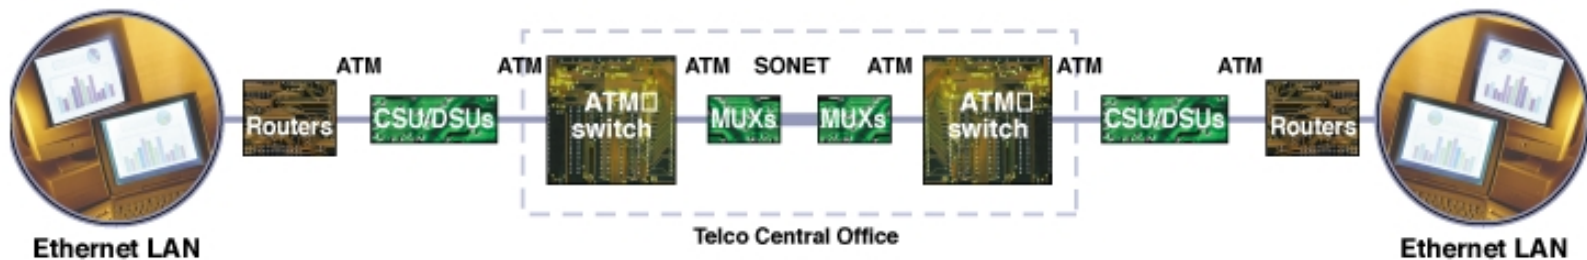 ATM
ATM
ATM
SONET
ATM
ATM
ATM
Routers
CSU/DSUs
ATM□
switch
MUXs
MUXs
ATM□
switch
CSU/DSUs
Routers
Telco Central Office
Ethernet LAN
Ethernet LAN